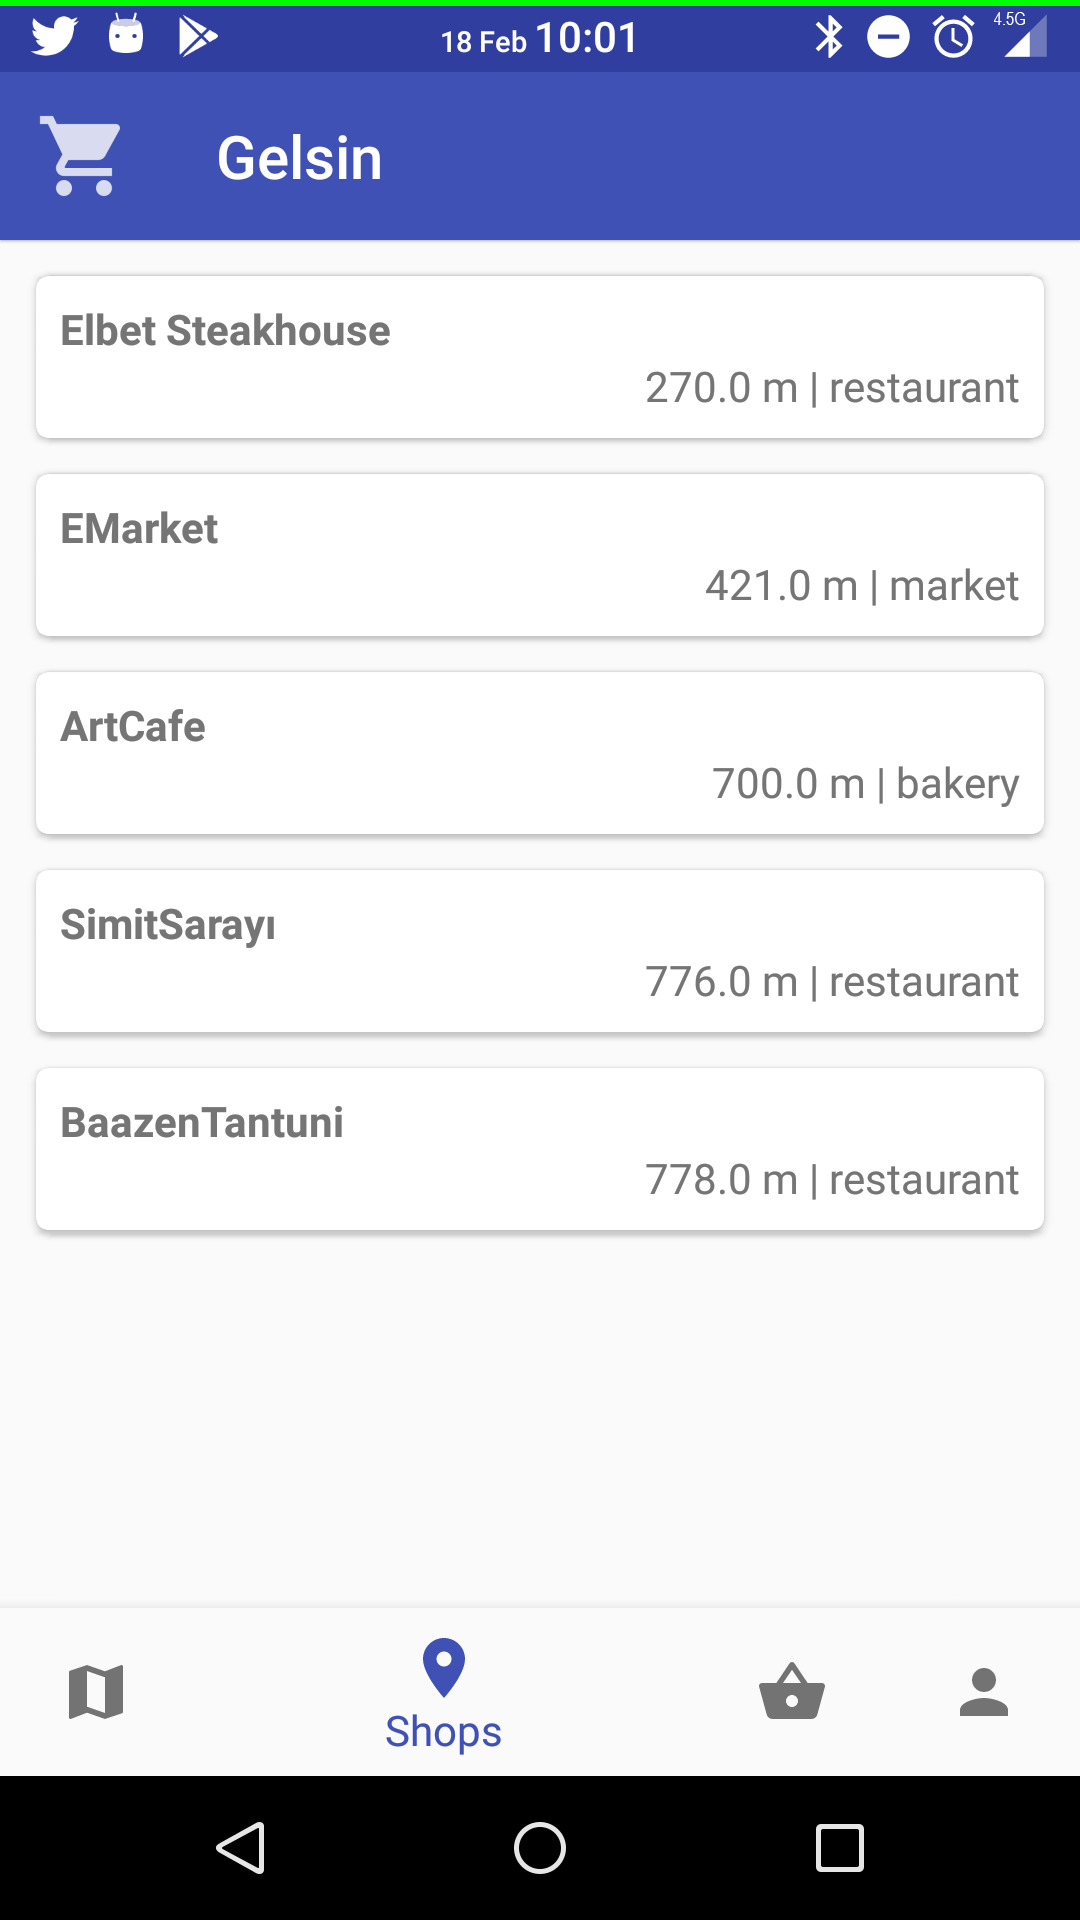 18 Feb 10:01
4.5G
Gelsin
Elbet Steakhouse
270.0 m | restaurant
EMarket
421.0 m | market
ArtCafe
700.0 m | bakery
SimitSarayı
776.0 m | restaurant
BaazenTantuni
778.0 m | restaurant
Shops